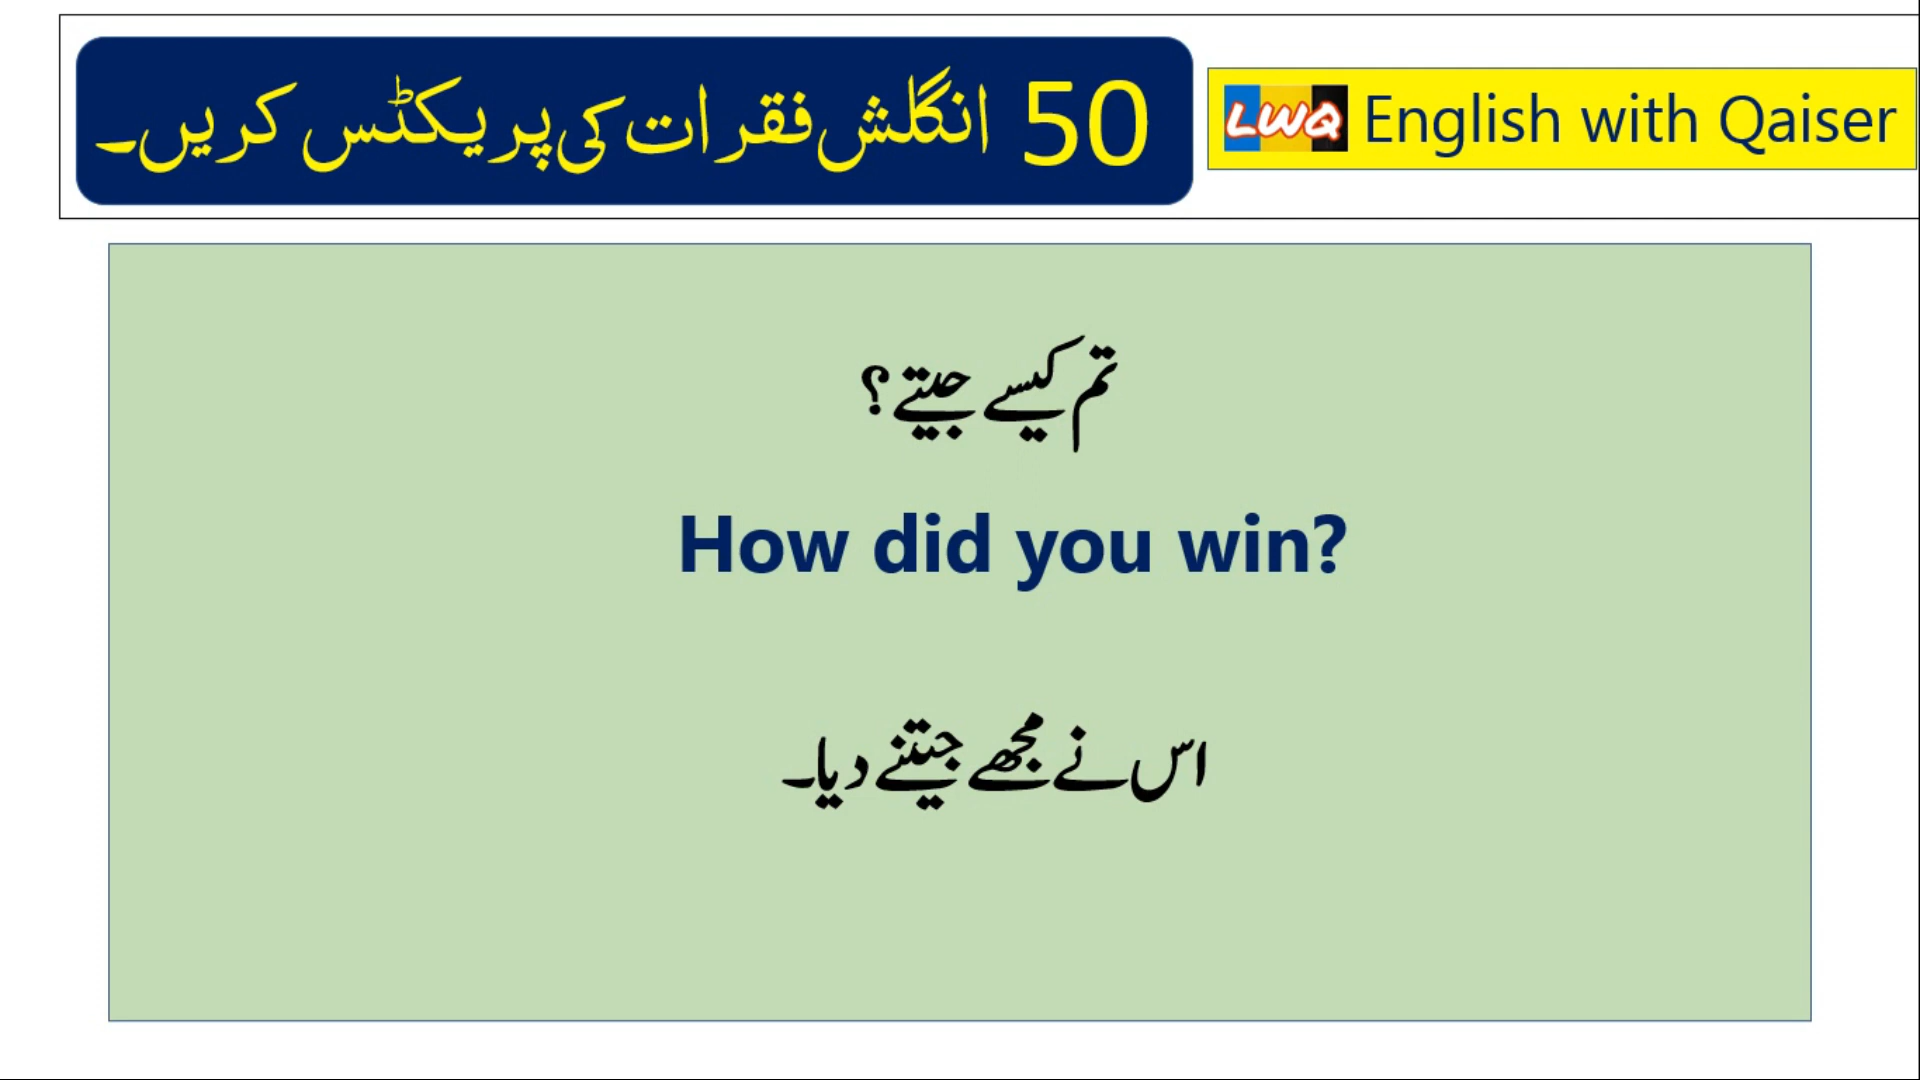 50 انگلش فقرات کی پریکٹس کریں۔
LWQ English with Qaiser
تم کیسے جیتے؟
How did you win?
اس نے مجھے جیتنے دیا۔